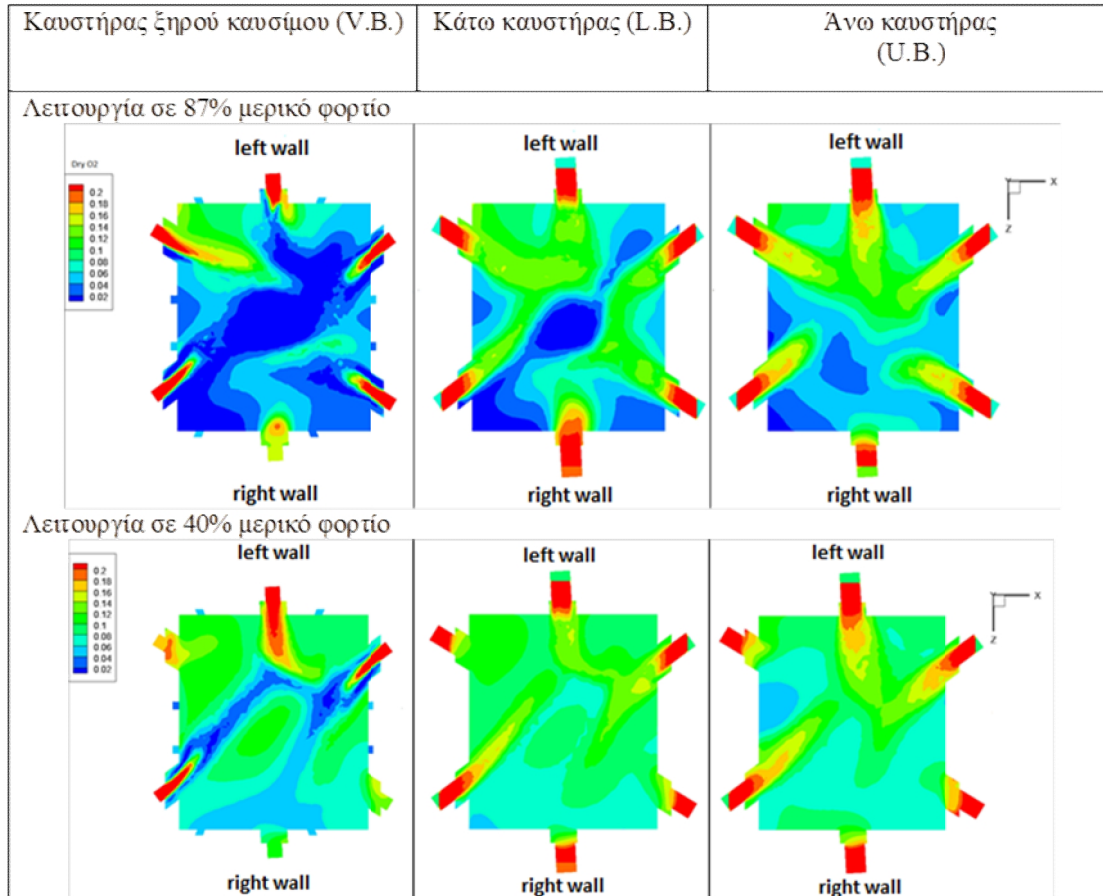 Καυστήρας ξηρού καυσίμου (V.B.)
Κάτω καυστήρας (L.B.)
Άνω καυστήρας
(U.B.)
Λειτουργία σε 87% μερικό φορτίο
left wall
left wall
left wall
Dry O2
0.2
0.18
0.16
0.14
0.12
0.1
0.08
0.06
0.04
0.02
Y
X
Z
right wall
right wall
right wall
Λειτουργία σε 40% μερικό φορτίο
left wall
left wall
left wall
0.2
0.18
0.16
0.14
0.12
0.1
0.08
0.06
0.04
0.02
Y
X
Z
right wall
right wall
right wall